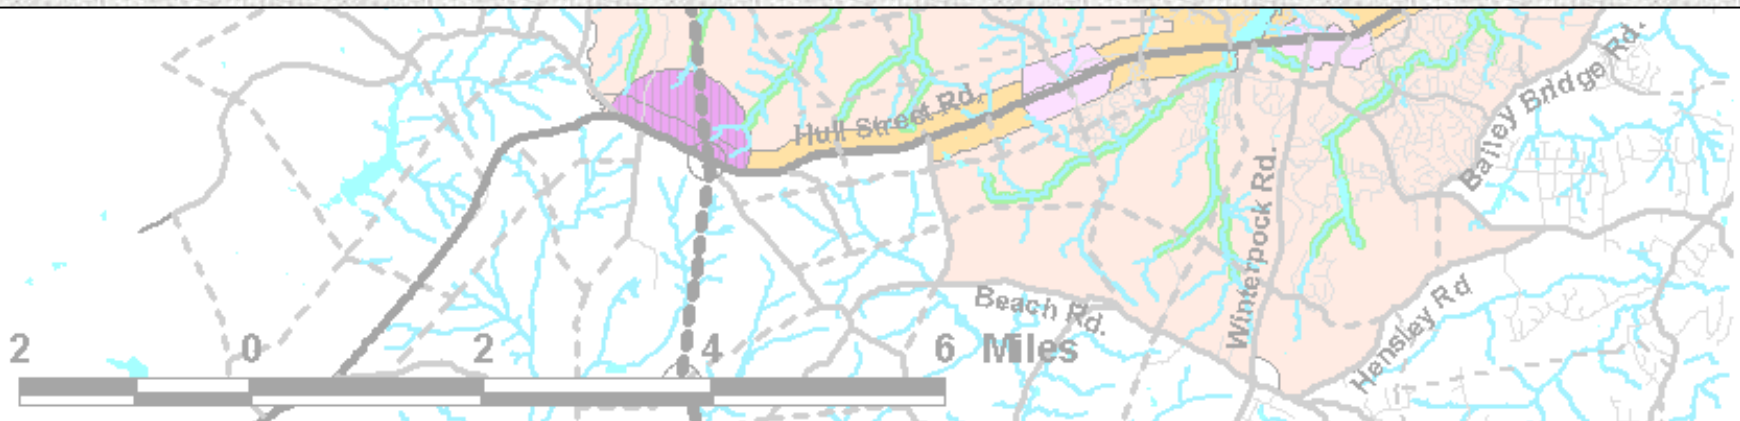 Hull Street Rd.
Bailey Bridge Rd.
Winterpock Rd.
Beach Rd.
Hensley Rd
2 0 2 4 6 Miles